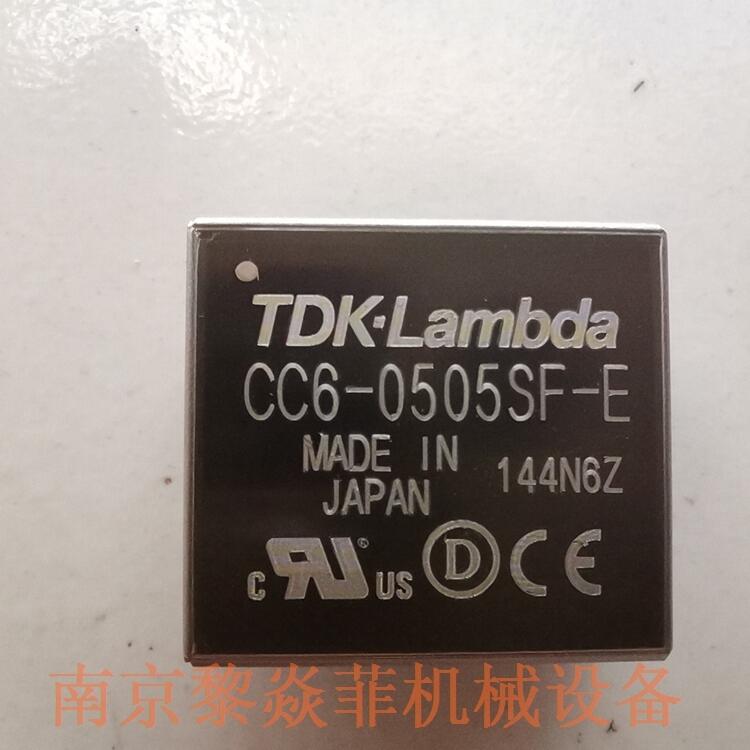 TDK·Lambda
CC6-0505SF-E
MADE IN
JAPAN
144N6Z
C RU ® US D CE
南京黎焱菲机械设备